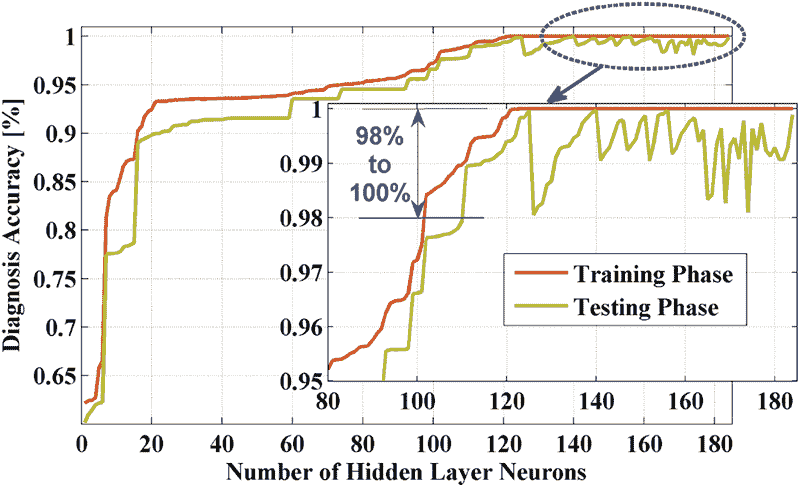 Diagnosis Accuracy [%]
1
0.95
0.9
0.85
0.8
0.75
0.7
0.65
0 20 40 60 80 100 120 140 160 180
Number of Hidden Layer Neurons
1
0.99
0.98
0.97
0.96
0.95
80 100 120 140 160 180
98%
to
100%
Training Phase
Testing Phase